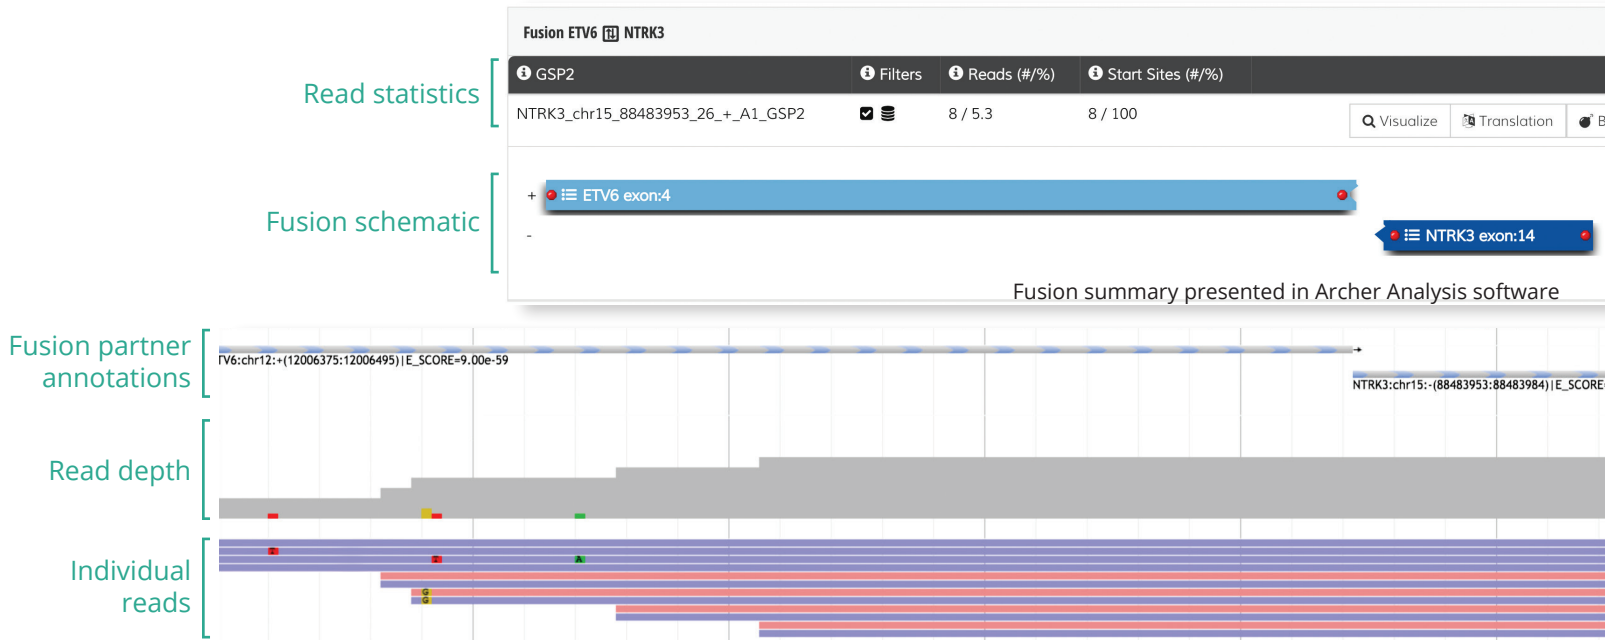 Fusion ETV6 NTRK3
GSP2 Filters Reads (#/%) Start Sites (#/%)
Read statistics
NTRK3_chr15_88483953_26_+_A1_GSP2 8 / 5.3 8 / 100 Visualize Translation B
+ ETV6 exon:4
Fusion schematic
- NTRK3 exon:14
Fusion summary presented in Archer Analysis software
Fusion partner
annotations
TV6:chr12:+(12006375:12006495)|E_SCORE=9.00e-59
NTRK3:chr15:-(88483953:88483984)|E_SCORE
Read depth
Individual
reads
T
T A
G
G